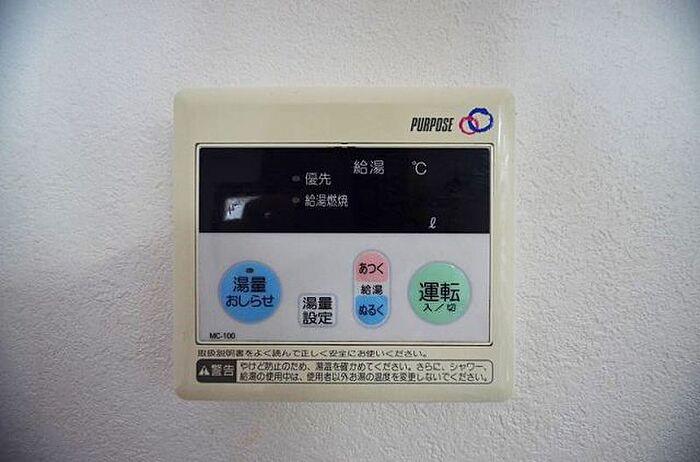 PURPOSE
給湯 ℃
優先
給湯燃焼
ℓ
湯量
おしらせ
湯量
設定
あつく
給湯
ぬるく
運転
入／切
MC-100
取扱説明書をよく読んで正しく安全にお使いください。
警告
やけど防止のため、湯温を確かめてください。さらに、シャワー、
給湯の使用中は、使用者以外お湯の温度を変更しないでください。